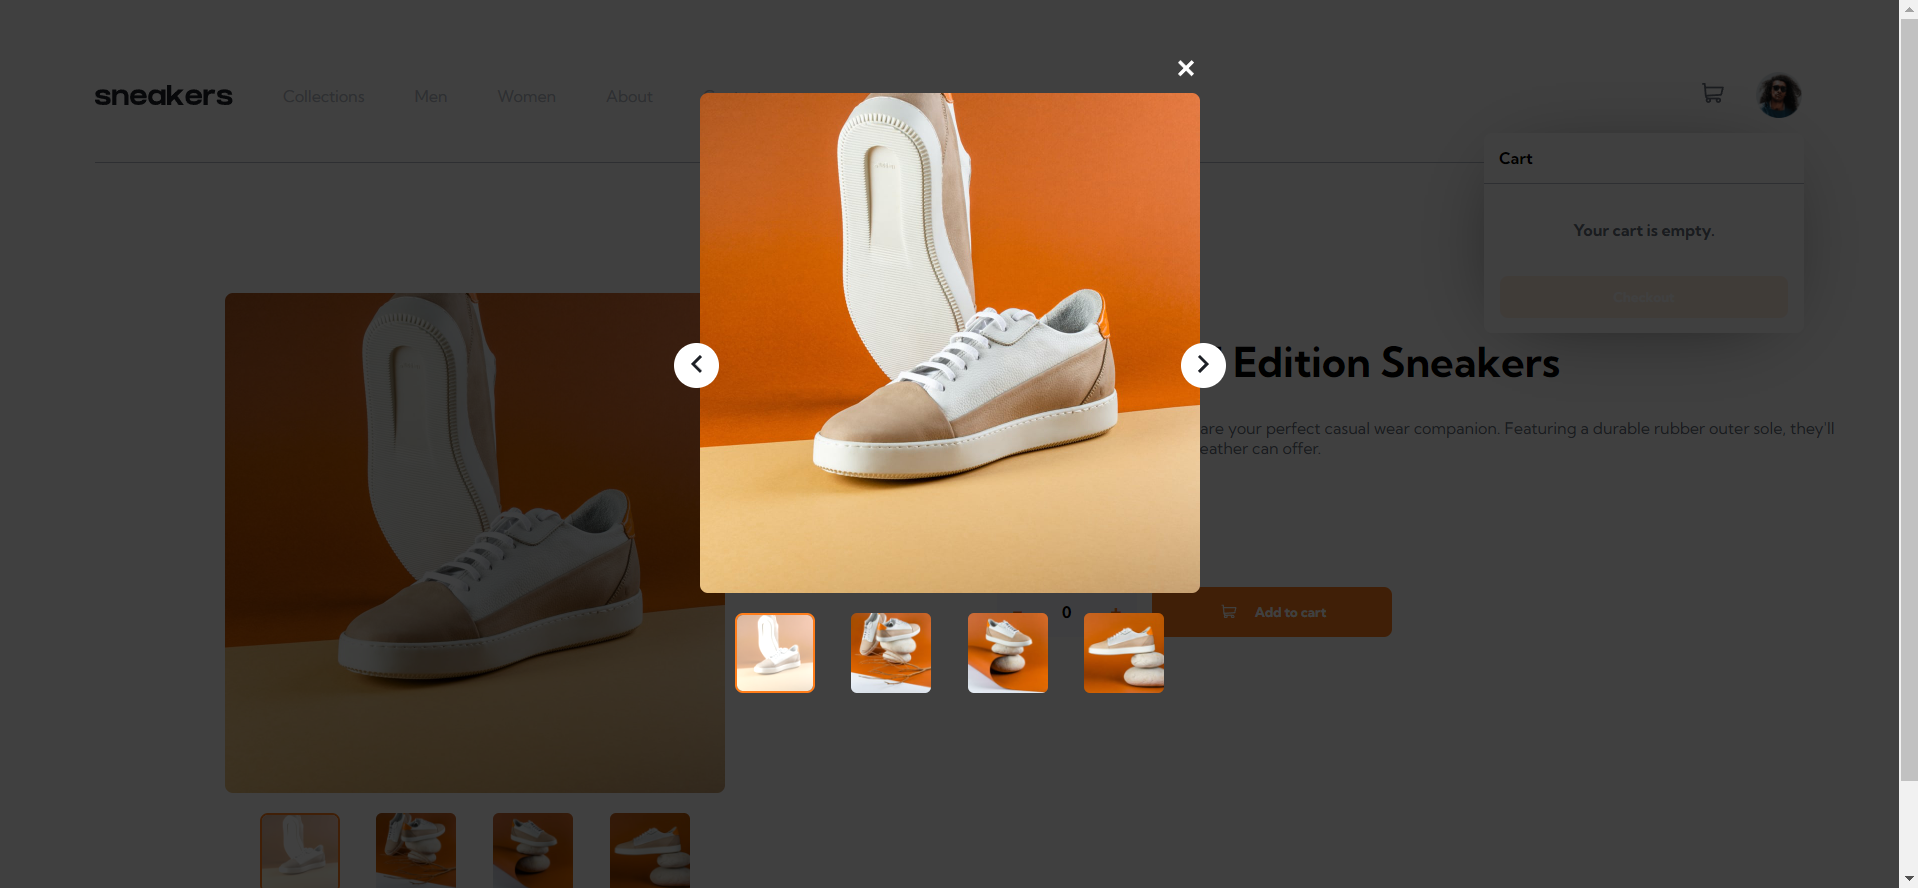 sneakers
Collections
Men
Women
About
Cart
Your cart is empty.
Checkout
Edition Sneakers
are your perfect casual wear companion. Featuring a durable rubber outer sole, they'll
eather can offer.
0 +
Add to cart